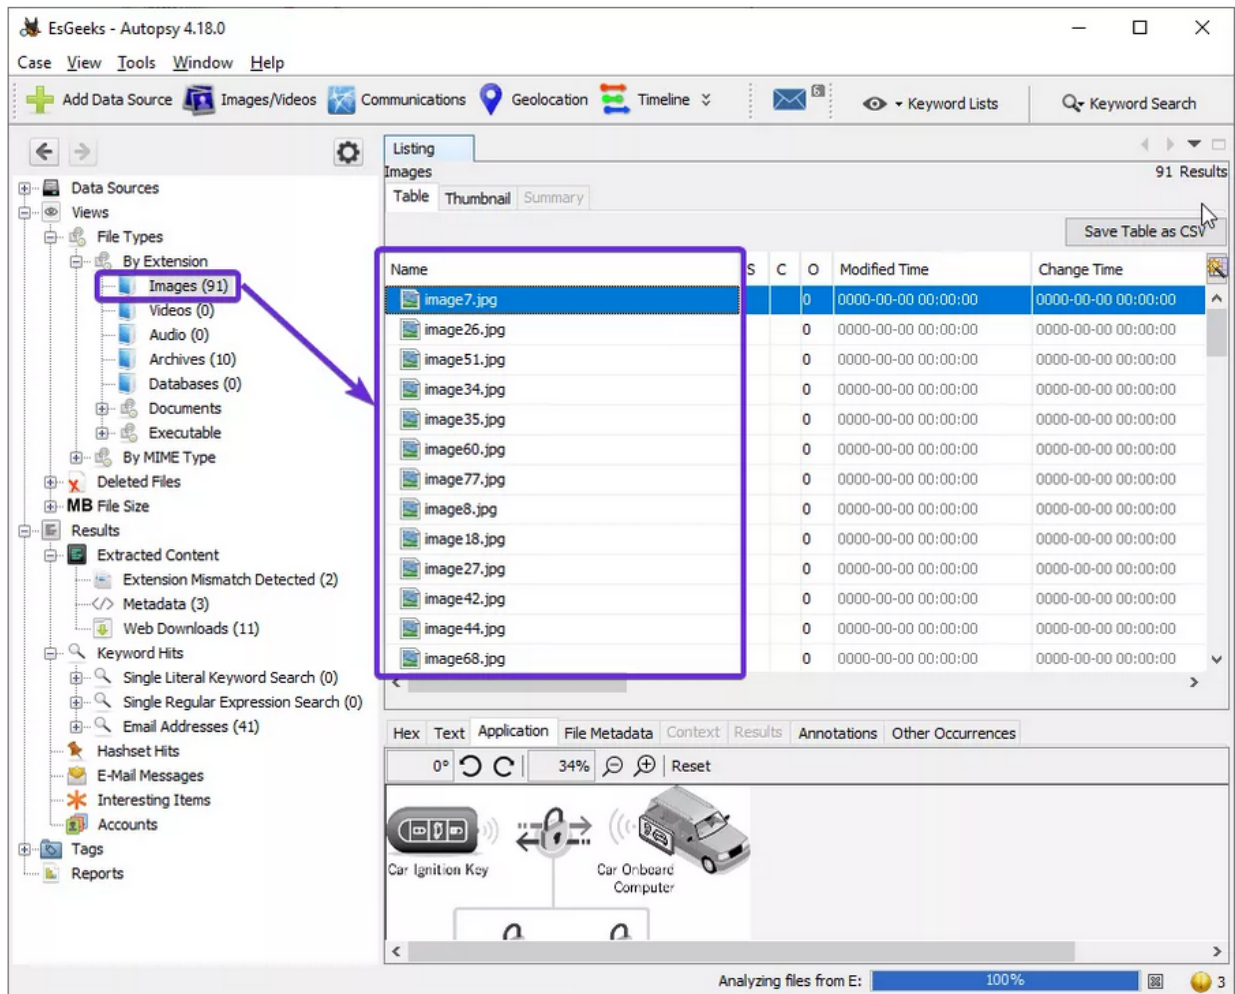 EsGeeks - Autopsy 4.18.0
Case View Tools Window Help
Add Data Source Images/Videos Communications Geolocation Timeline 6 Keyword Lists Keyword Search
Listing
Images 91 Results
Table Thumbnail Summary
Save Table as CSV
Data Sources
Views
File Types
By Extension
Images (91)
Videos (0)
Audio (0)
Archives (10)
Databases (0)
Documents
Executable
By MIME Type
Deleted Files
MB File Size
Results
Extracted Content
Extension Mismatch Detected (2)
Metadata (3)
Web Downloads (11)
Keyword Hits
Single Literal Keyword Search (0)
Single Regular Expression Search (0)
Email Addresses (41)
Hashset Hits
E-Mail Messages
Interesting Items
Accounts
Tags
Reports
Name S C O Modified Time Change Time
image7.jpg 0 0000-00-00 00:00:00 0000-00-00 00:00:00
image26.jpg 0 0000-00-00 00:00:00 0000-00-00 00:00:00
image51.jpg 0 0000-00-00 00:00:00 0000-00-00 00:00:00
image34.jpg 0 0000-00-00 00:00:00 0000-00-00 00:00:00
image35.jpg 0 0000-00-00 00:00:00 0000-00-00 00:00:00
image60.jpg 0 0000-00-00 00:00:00 0000-00-00 00:00:00
image77.jpg 0 0000-00-00 00:00:00 0000-00-00 00:00:00
image8.jpg 0 0000-00-00 00:00:00 0000-00-00 00:00:00
image18.jpg 0 0000-00-00 00:00:00 0000-00-00 00:00:00
image27.jpg 0 0000-00-00 00:00:00 0000-00-00 00:00:00
image42.jpg 0 0000-00-00 00:00:00 0000-00-00 00:00:00
image44.jpg 0 0000-00-00 00:00:00 0000-00-00 00:00:00
image68.jpg 0 0000-00-00 00:00:00 0000-00-00 00:00:00
Hex Text Application File Metadata Context Results Annotations Other Occurrences
0° 34% Reset
Car Ignition Key
Car Onboard
Computer
Analyzing files from E: 100% 3